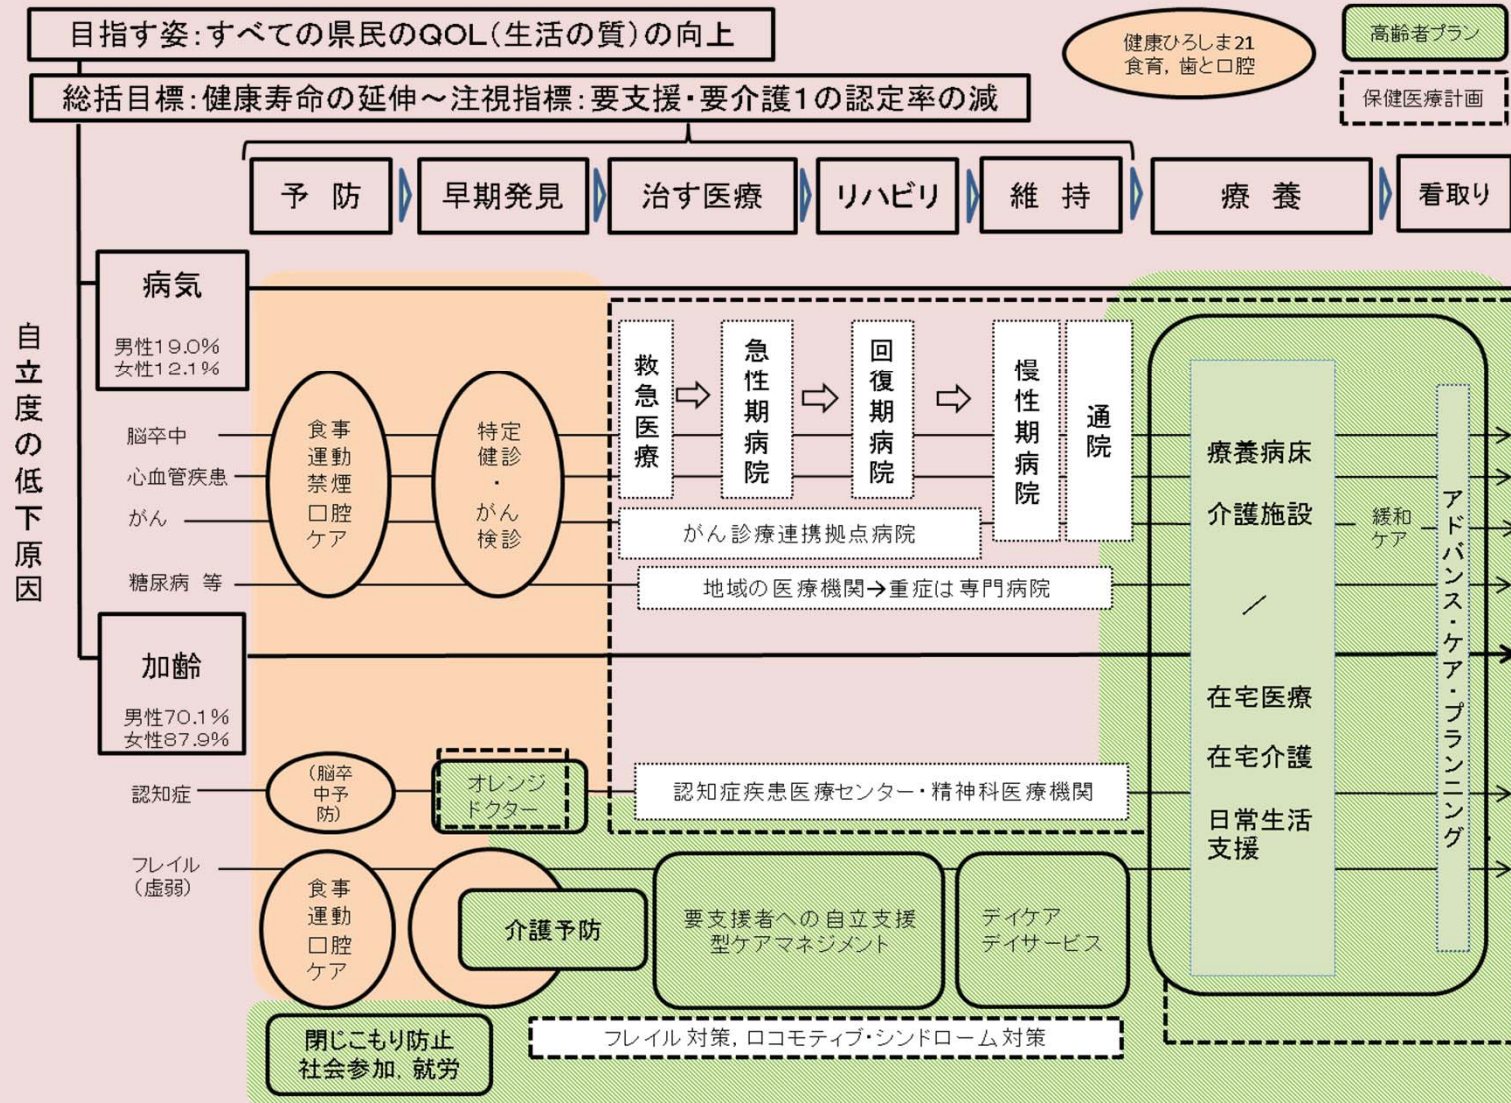 目指す姿:すべての県民のQOL(生活の質)の向上
健康ひろしま21
食育, 歯と口腔
高齢者プラン
総括目標:健康寿命の延伸～注視指標:要支援・要介護1の認定率の減
保健医療計画
予 防
早期発見
治す医療
リハビリ
維 持
療 養
看取り
自立度の低下原因
病気
男性19.0%
女性12.1%
脳卒中
心血管疾患
がん
糖尿病 等
食事
運動
禁煙
口腔
ケア
特定
健診
・
がん
検診
救急医療
急性期病院
回復期病院
慢性期病院
通院
がん診療連携拠点病院
地域の医療機関→重症は専門病院
療養病床
介護施設
／
在宅医療
在宅介護
日常生活
支援
緩和
ケア
アドバンス・ケア・プランニング
加齢
男性70.1%
女性87.9%
認知症
(脳卒
中予
防)
オレンジ
ドクター
認知症疾患医療センター・精神科医療機関
フレイル
(虚弱)
食事
運動
口腔
ケア
介護予防
要支援者への自立支援
型ケアマネジメント
デイケア
デイサービス
閉じこもり防止
社会参加, 就労
フレイル対策, ロコモティブ・シンドローム対策